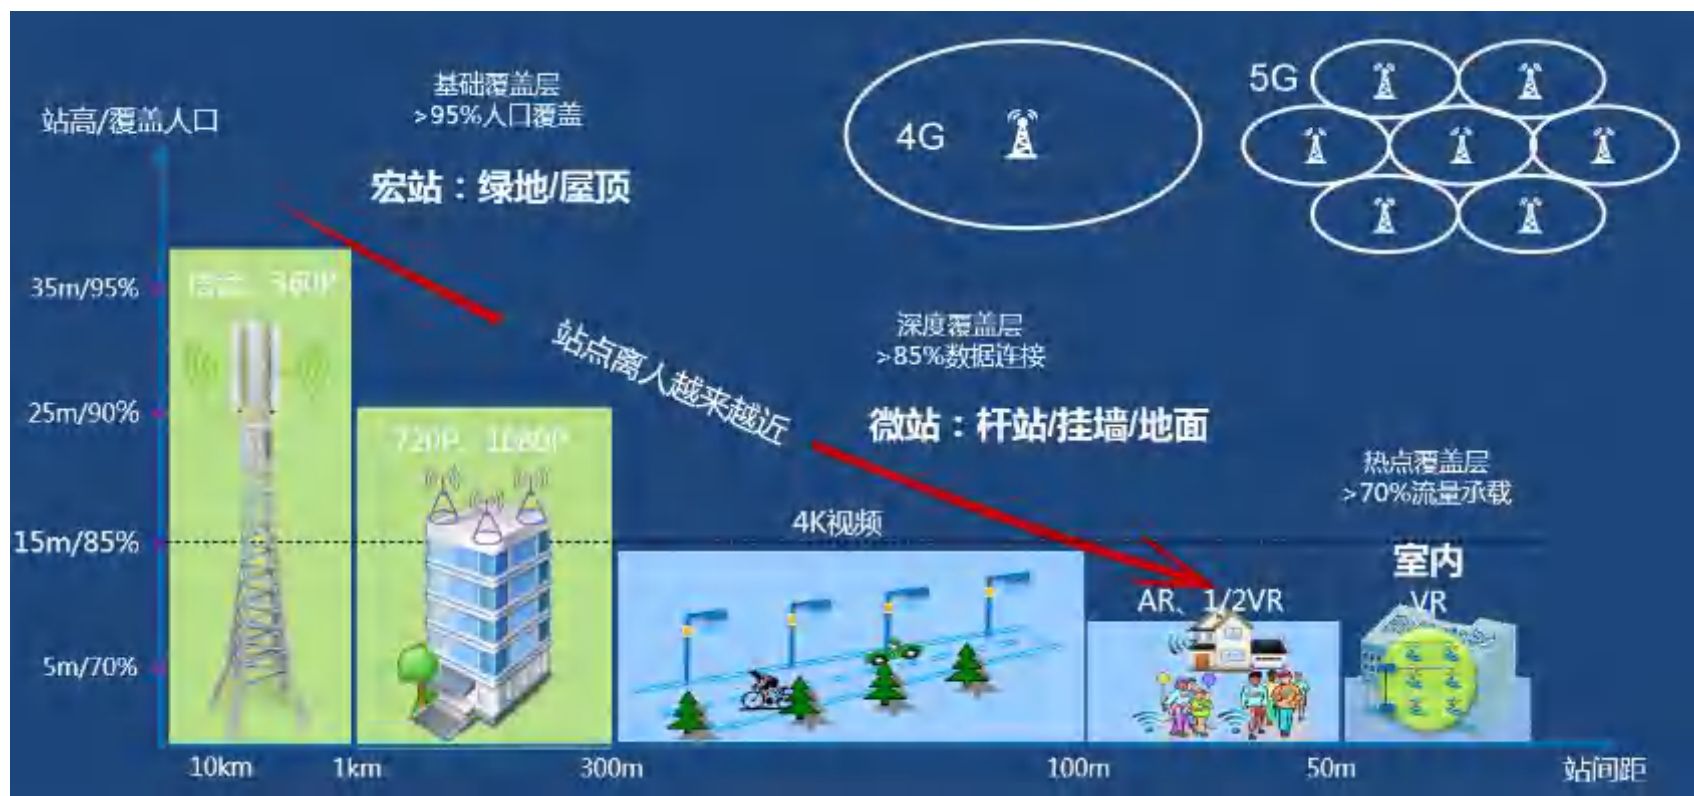 基础覆盖层
>95%人口覆盖
站高/覆盖人口
宏站：绿地/屋顶
4G
5G
35m/95%
360P
站点离人越来越近
深度覆盖层
>85%数据连接
25m/90%
720P、1080P
微站：杆站/挂墙/地面
热点覆盖层
>70%流量承载
15m/85%
4K视频
室内
AR、1/2VR
VR
5m/70%
10km
1km
300m
100m
50m
站间距